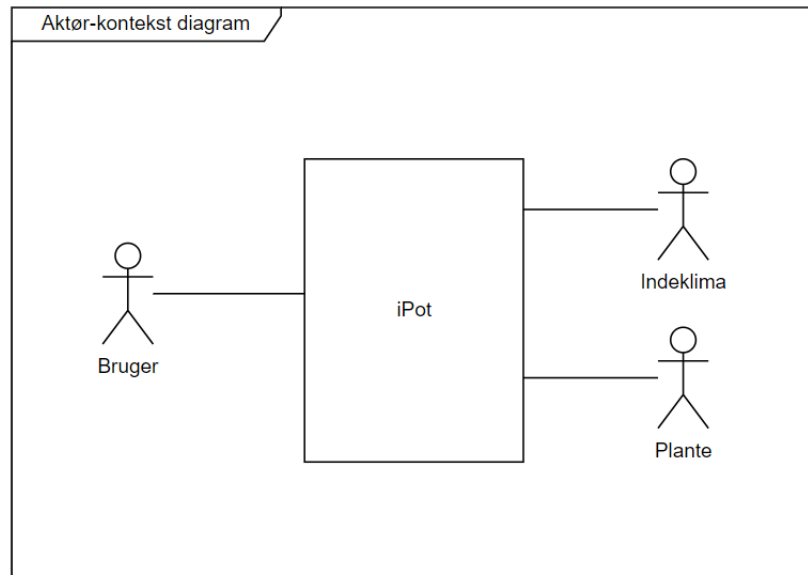 Aktør-kontekst diagram
iPot
Indeklima
Bruger
Plante